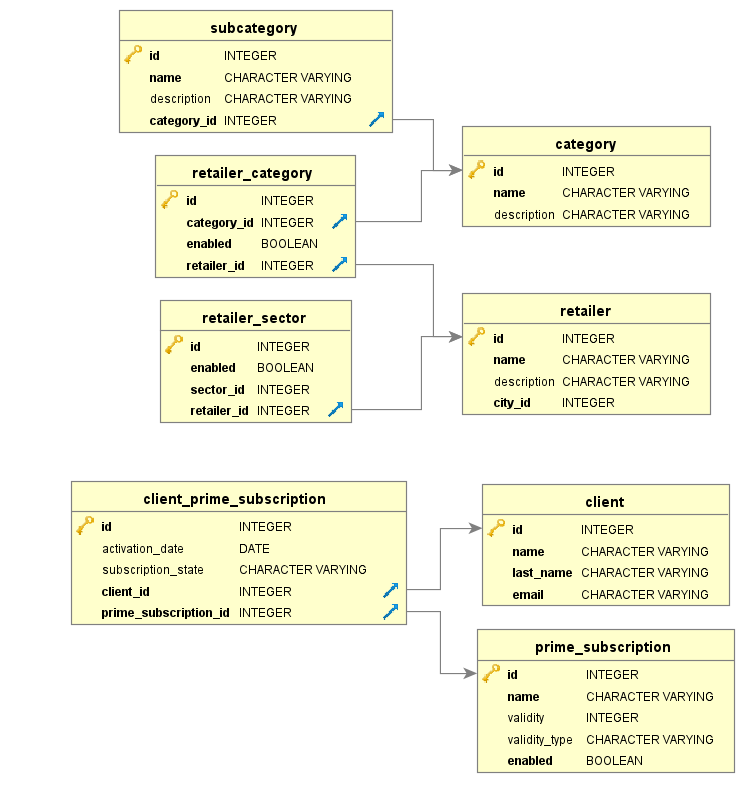 subcategory
id INTEGER
name CHARACTER VARYING
description CHARACTER VARYING
category_id INTEGER
category
id INTEGER
name CHARACTER VARYING
description CHARACTER VARYING
retailer_category
id INTEGER
category_id INTEGER
enabled BOOLEAN
retailer_id INTEGER
retailer_sector
id INTEGER
enabled BOOLEAN
sector_id INTEGER
retailer_id INTEGER
retailer
id INTEGER
name CHARACTER VARYING
description CHARACTER VARYING
city_id INTEGER
client_prime_subscription
id INTEGER
activation_date DATE
subscription_state CHARACTER VARYING
client_id INTEGER
prime_subscription_id INTEGER
client
id INTEGER
name CHARACTER VARYING
last_name CHARACTER VARYING
email CHARACTER VARYING
prime_subscription
id INTEGER
name CHARACTER VARYING
validity INTEGER
validity_type CHARACTER VARYING
enabled BOOLEAN